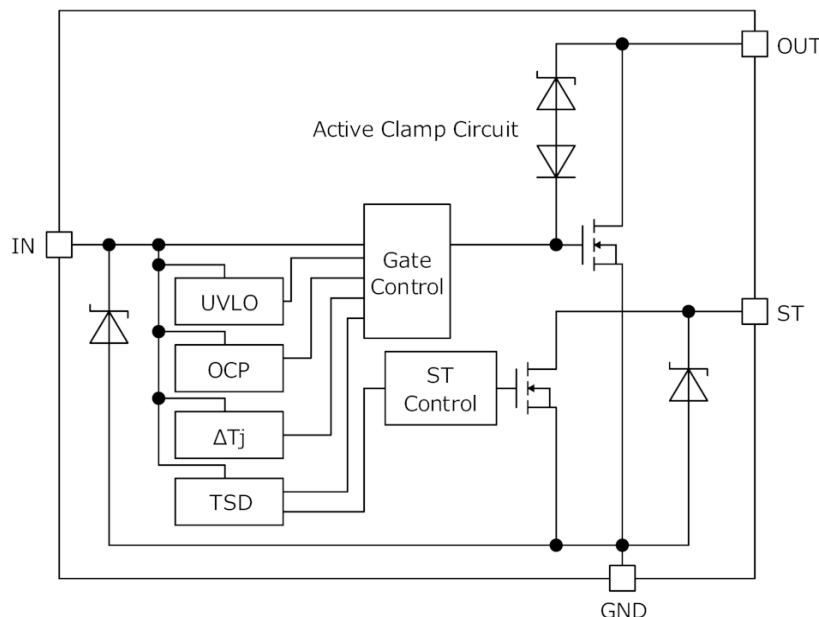 OUT
Active Clamp Circuit
IN
Gate
Control
UVLO
ST
OCP
ST
Control
ΔTj
TSD
GND